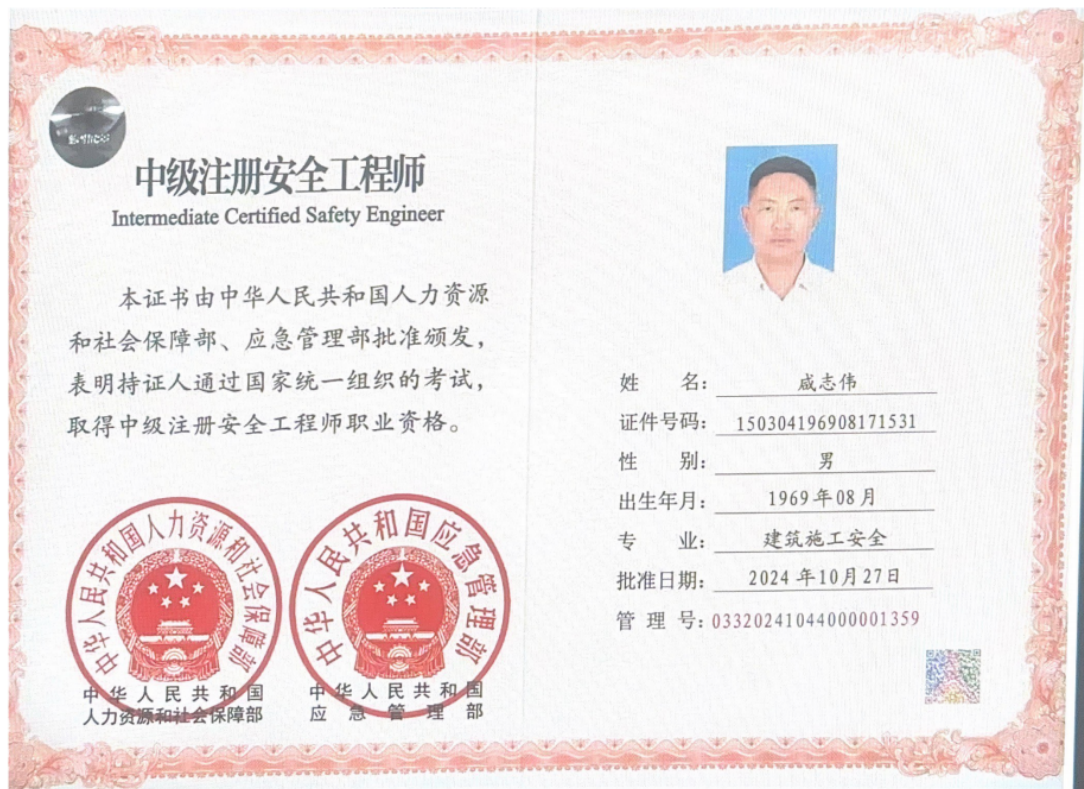 中级注册安全工程师
Intermediate Certified Safety Engineer
本证书由中华人民共和国人力资源
和社会保障部、应急管理部批准颁发，
表明持证人通过国家统一组织的考试，
取得中级注册安全工程师职业资格。
中华人民共和国人力资源和社会保障部
中华人民共和国
人力资源和社会保障部
中华人民共和国应急管理部
中华人民共和国
应急管理部
姓 名： 戚志伟
证件号码： 150304196908171531
性 别： 男
出生年月： 1969年08月
专 业： 建筑施工安全
批准日期： 2024年10月27日
管 理 号： 03320241044000001359